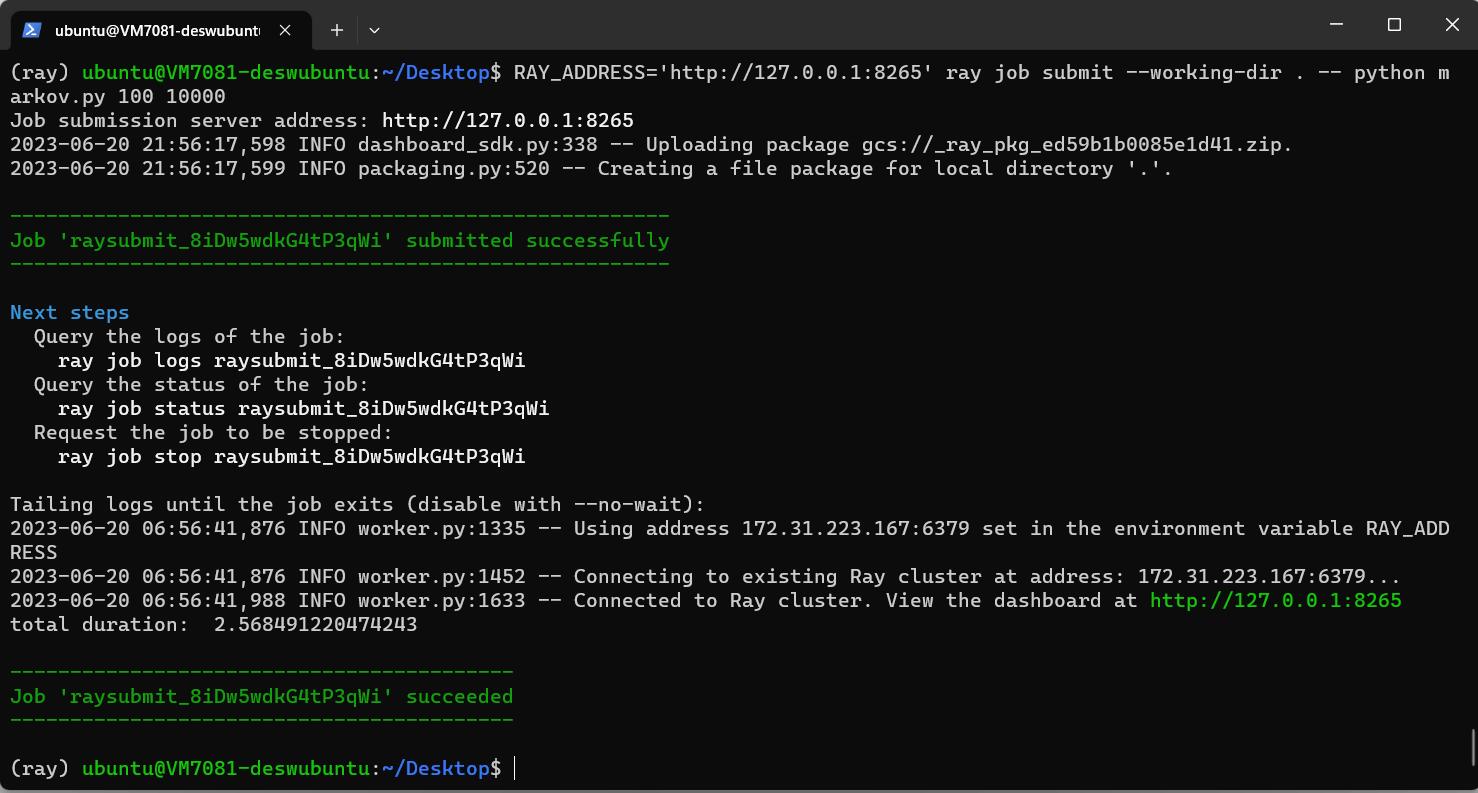 ubuntu@VM7081-deswubunt
(ray) ubuntu@VM7081-deswubuntu:~/Desktop$ RAY_ADDRESS='http://127.0.0.1:8265' ray job submit --working-dir . -- python m
arkov.py 100 10000
Job submission server address: http://127.0.0.1:8265
2023-06-20 21:56:17,598 INFO dashboard_sdk.py:338 -- Uploading package gcs://_ray_pkg_ed59b1b0085e1d41.zip.
2023-06-20 21:56:17,599 INFO packaging.py:520 -- Creating a file package for local directory '.'.
-------------------------------------------------------
Job 'raysubmit_8iDw5wdkG4tP3qWi' submitted successfully
-------------------------------------------------------
Next steps
Query the logs of the job:
ray job logs raysubmit_8iDw5wdkG4tP3qWi
Query the status of the job:
ray job status raysubmit_8iDw5wdkG4tP3qWi
Request the job to be stopped:
ray job stop raysubmit_8iDw5wdkG4tP3qWi
Tailing logs until the job exits (disable with --no-wait):
2023-06-20 06:56:41,876 INFO worker.py:1335 -- Using address 172.31.223.167:6379 set in the environment variable RAY_ADD
RESS
2023-06-20 06:56:41,876 INFO worker.py:1452 -- Connecting to existing Ray cluster at address: 172.31.223.167:6379...
2023-06-20 06:56:41,988 INFO worker.py:1633 -- Connected to Ray cluster. View the dashboard at http://127.0.0.1:8265
total duration:  2.568491220474243
------------------------------------------
Job 'raysubmit_8iDw5wdkG4tP3qWi' succeeded
------------------------------------------
(ray) ubuntu@VM7081-deswubuntu:~/Desktop$